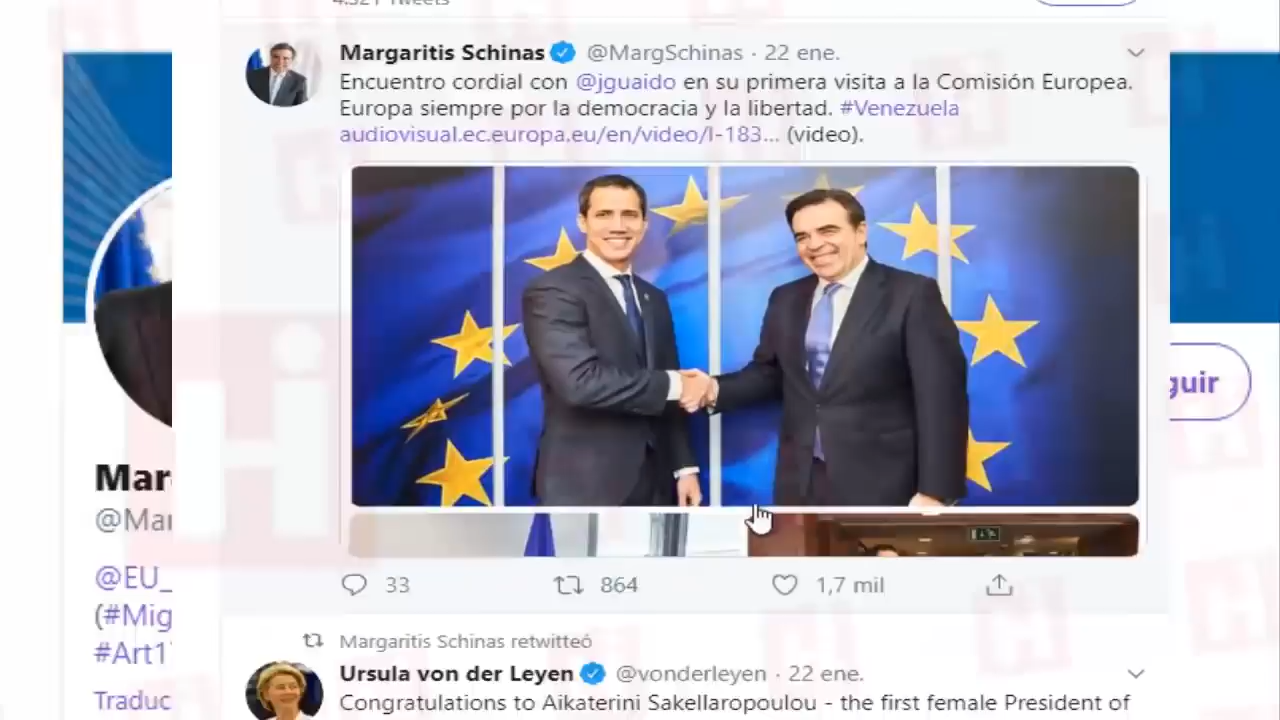 4.321 Tweets
Margaritis Schinas @MargSchinas · 22 ene.
Encuentro cordial con @jguaido en su primera visita a la Comisión Europea.
Europa siempre por la democracia y la libertad. #Venezuela
audiovisual.ec.europa.eu/en/video/I-183... (video).
guir
Mar
@Mar
@EU_
(#Mig
#Art1
Traduc
33 864 1,7 mil
Margaritis Schinas retwitteó
Ursula von der Leyen @vonderleyen · 22 ene.
Congratulations to Aikaterini Sakellaropoulou - the first female President of